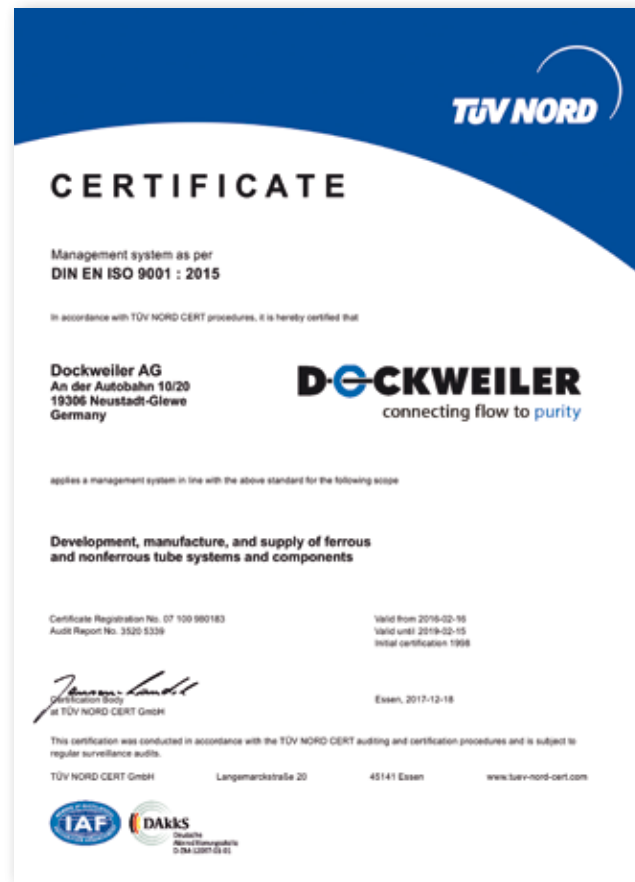 TÜV NORD
CERTIFICATE
Management system as per
DIN EN ISO 9001 : 2015
In accordance with TÜV NORD CERT procedures, it is hereby certified that
Dockweiler AG
An der Autobahn 10/20
19306 Neustadt-Glewe
Germany
DOCKWEILER
connecting flow to purity
applies a management system in line with the above standard for the following scope
Development, manufacture, and supply of ferrous
and nonferrous tube systems and components
Certificate Registration No. 07 100 980183
Audit Report No. 3520 5339
Valid from 2016-02-16
Valid until 2019-02-15
Initial certification 1998
Certification Body
at TÜV NORD CERT GmbH
Essen, 2017-12-18
This certification was conducted in accordance with the TÜV NORD CERT auditing and certification procedures and is subject to
regular surveillance audits.
TÜV NORD CERT GmbH
Langemarckstraße 20
45141 Essen
www.tuev-nord-cert.com
IAF
DAkkS
Deutsche
Akkreditierungsstelle